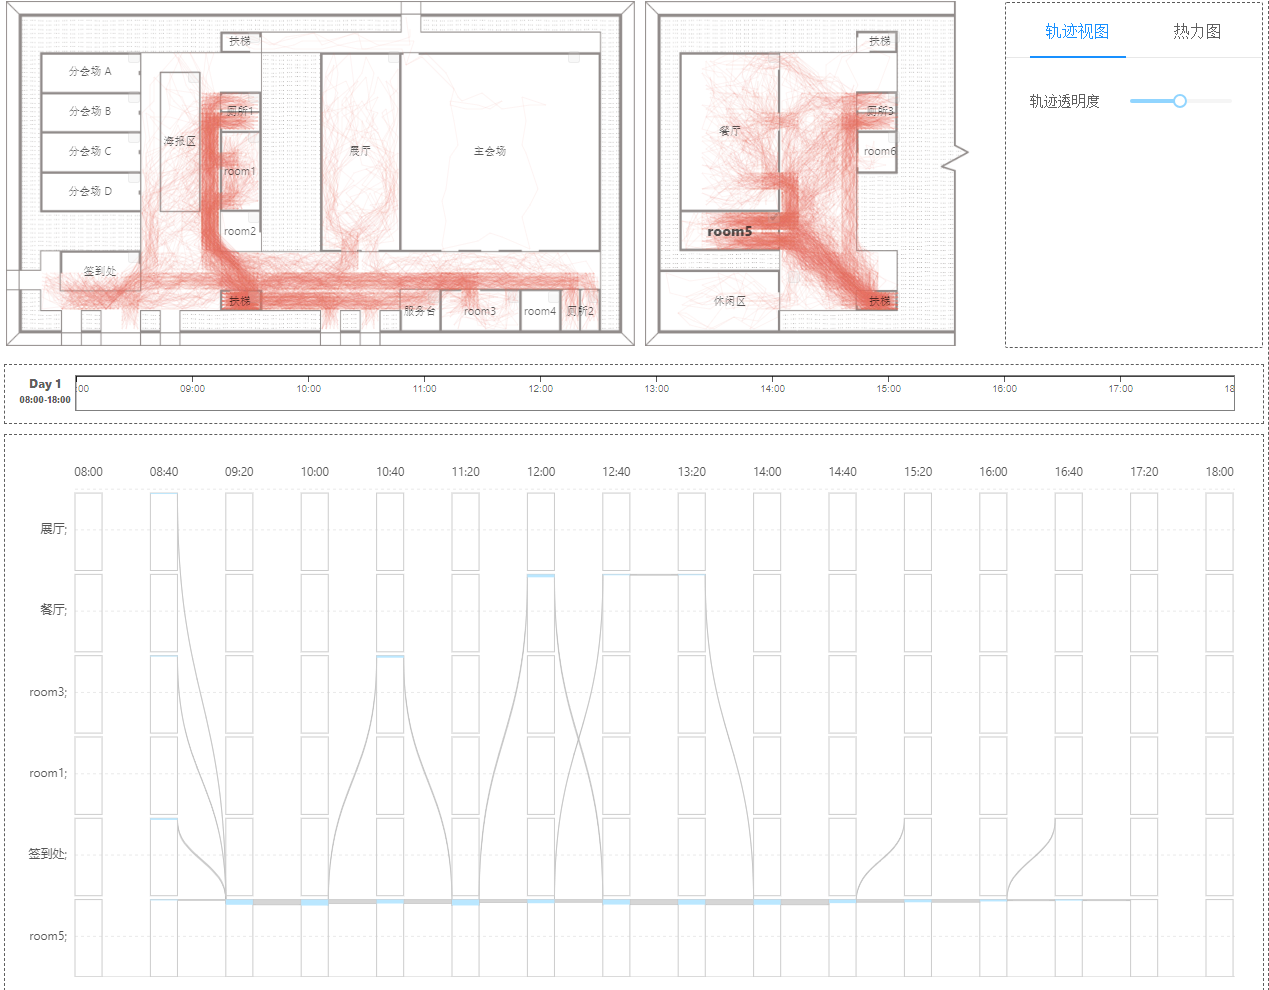 扶梯
分会场 A
分会场 B
分会场 C
分会场 D
海报区
厕所1
room1
room2
展厅
主会场
签到处
扶梯
服务台
room3
room4
厕所2
扶梯
餐厅
厕所3
room6
room5
休闲区
扶梯
轨迹视图
热力图
轨迹透明度
Day 1
08:00-18:00
:00 09:00 10:00 11:00 12:00 13:00 14:00 15:00 16:00 17:00 18
08:00 08:40 09:20 10:00 10:40 11:20 12:00 12:40 13:20 14:00 14:40 15:20 16:00 16:40 17:20 18:00
展厅;
餐厅;
room3;
room1;
签到处;
room5;